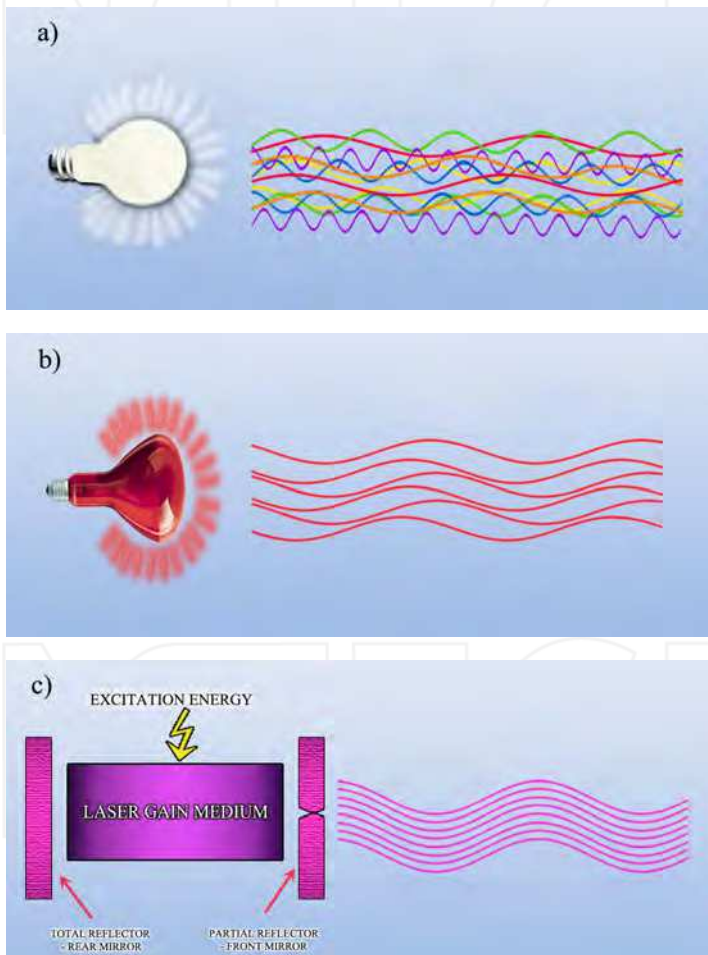 a)
b)
c)
EXCITATION ENERGY
LASER GAIN MEDIUM
TOTAL REFLECTOR
- REAR MIRROR
PARTIAL REFLECTOR
- FRONT MIRROR